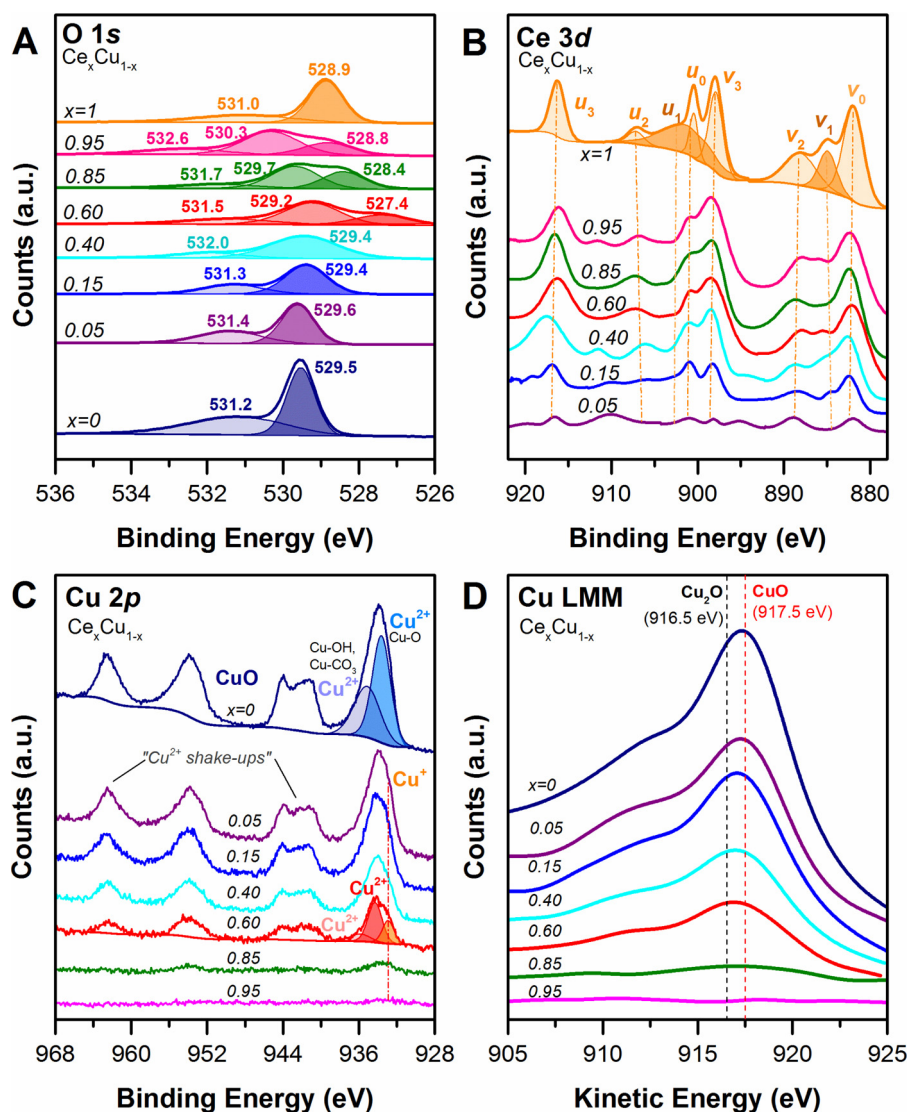 A
O 1s
CeₓCu₁₋ₓ
528.9
531.0
x=1
532.6
530.3
528.8
0.95
531.7
529.7
528.4
0.85
531.5
529.2
527.4
0.60
532.0
529.4
0.40
531.3
529.4
0.15
531.4
529.6
0.05
529.5
531.2
x=0
536 534 532 530 528 526
Binding Energy (eV)
Counts (a.u.)
B
Ce 3d
CeₓCu₁₋ₓ
u₃
u₂
u₁
u₀
v₃
v₂
v₁
v₀
x=1
0.95
0.85
0.60
0.40
0.15
0.05
920 910 900 890 880
Binding Energy (eV)
Counts (a.u.)
C
Cu 2p
CeₓCu₁₋ₓ
Cu²⁺
Cu-O
Cu-OH,
Cu-CO₃
Cu²⁺
CuO
x=0
"Cu²⁺ shake-ups"
Cu⁺
0.05
0.15
0.40
Cu²⁺
Cu²⁺
0.60
0.85
0.95
968 960 952 944 936 928
Binding Energy (eV)
Counts (a.u.)
D
Cu LMM
CeₓCu₁₋ₓ
Cu₂O
(916.5 eV)
CuO
(917.5 eV)
x=0
0.05
0.15
0.40
0.60
0.85
0.95
905 910 915 920 925
Kinetic Energy (eV)
Counts (a.u.)